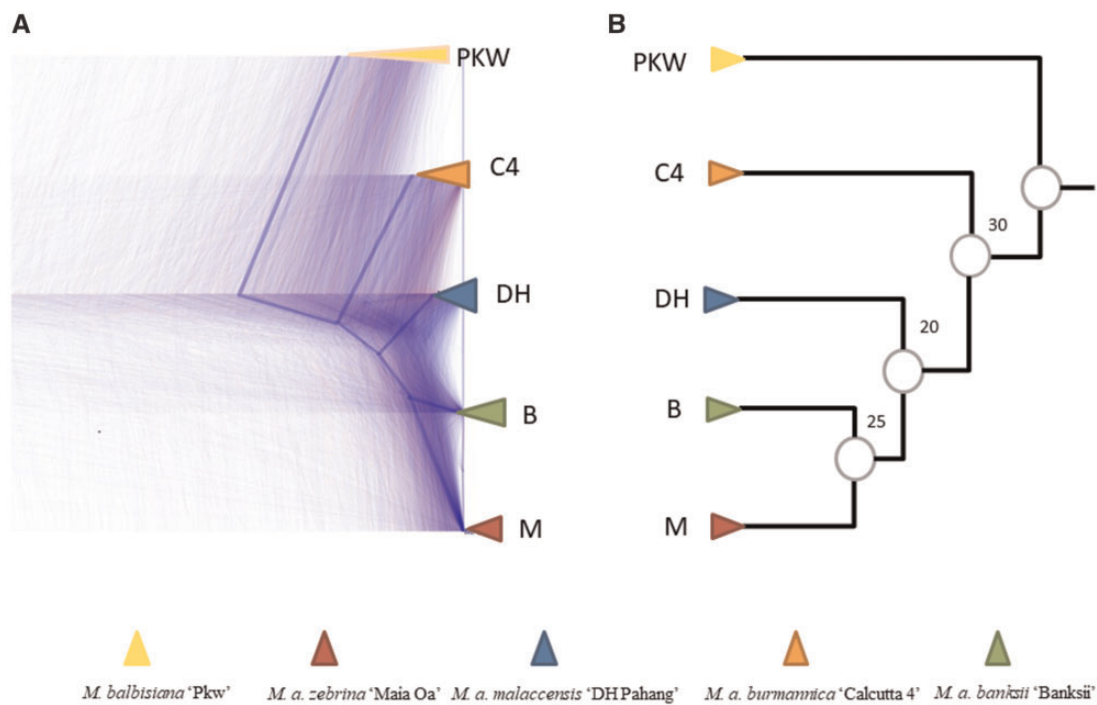 A
B
PKW
C4
DH
B
M
PKW
C4
DH
B
M
30
20
25
M. balbisiana ‘Pkw’
M. a. zebrina ‘Maia Oa’
M. a. malaccensis ‘DH Pahang’
M. a. burmannica ‘Calcutta 4’
M. a. banksii ‘Banksii’